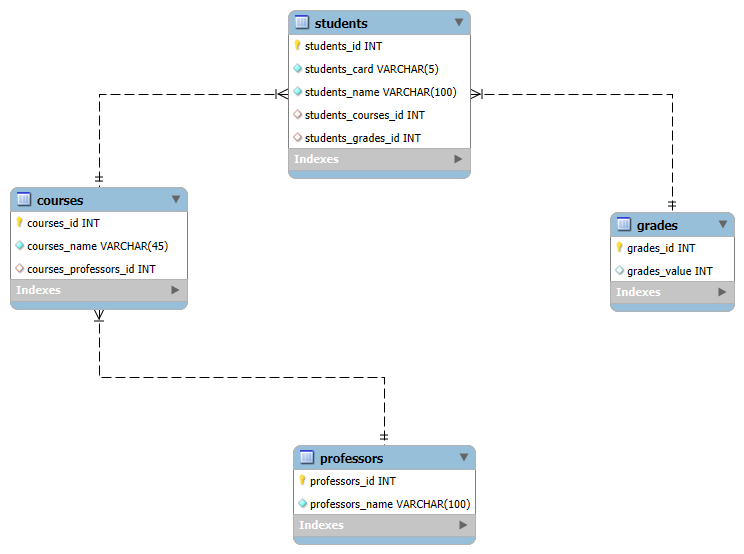 students
students_id INT
students_card VARCHAR(5)
students_name VARCHAR(100)
students_courses_id INT
students_grades_id INT
Indexes
courses
courses_id INT
courses_name VARCHAR(45)
courses_professors_id INT
Indexes
grades
grades_id INT
grades_value INT
Indexes
professors
professors_id INT
professors_name VARCHAR(100)
Indexes